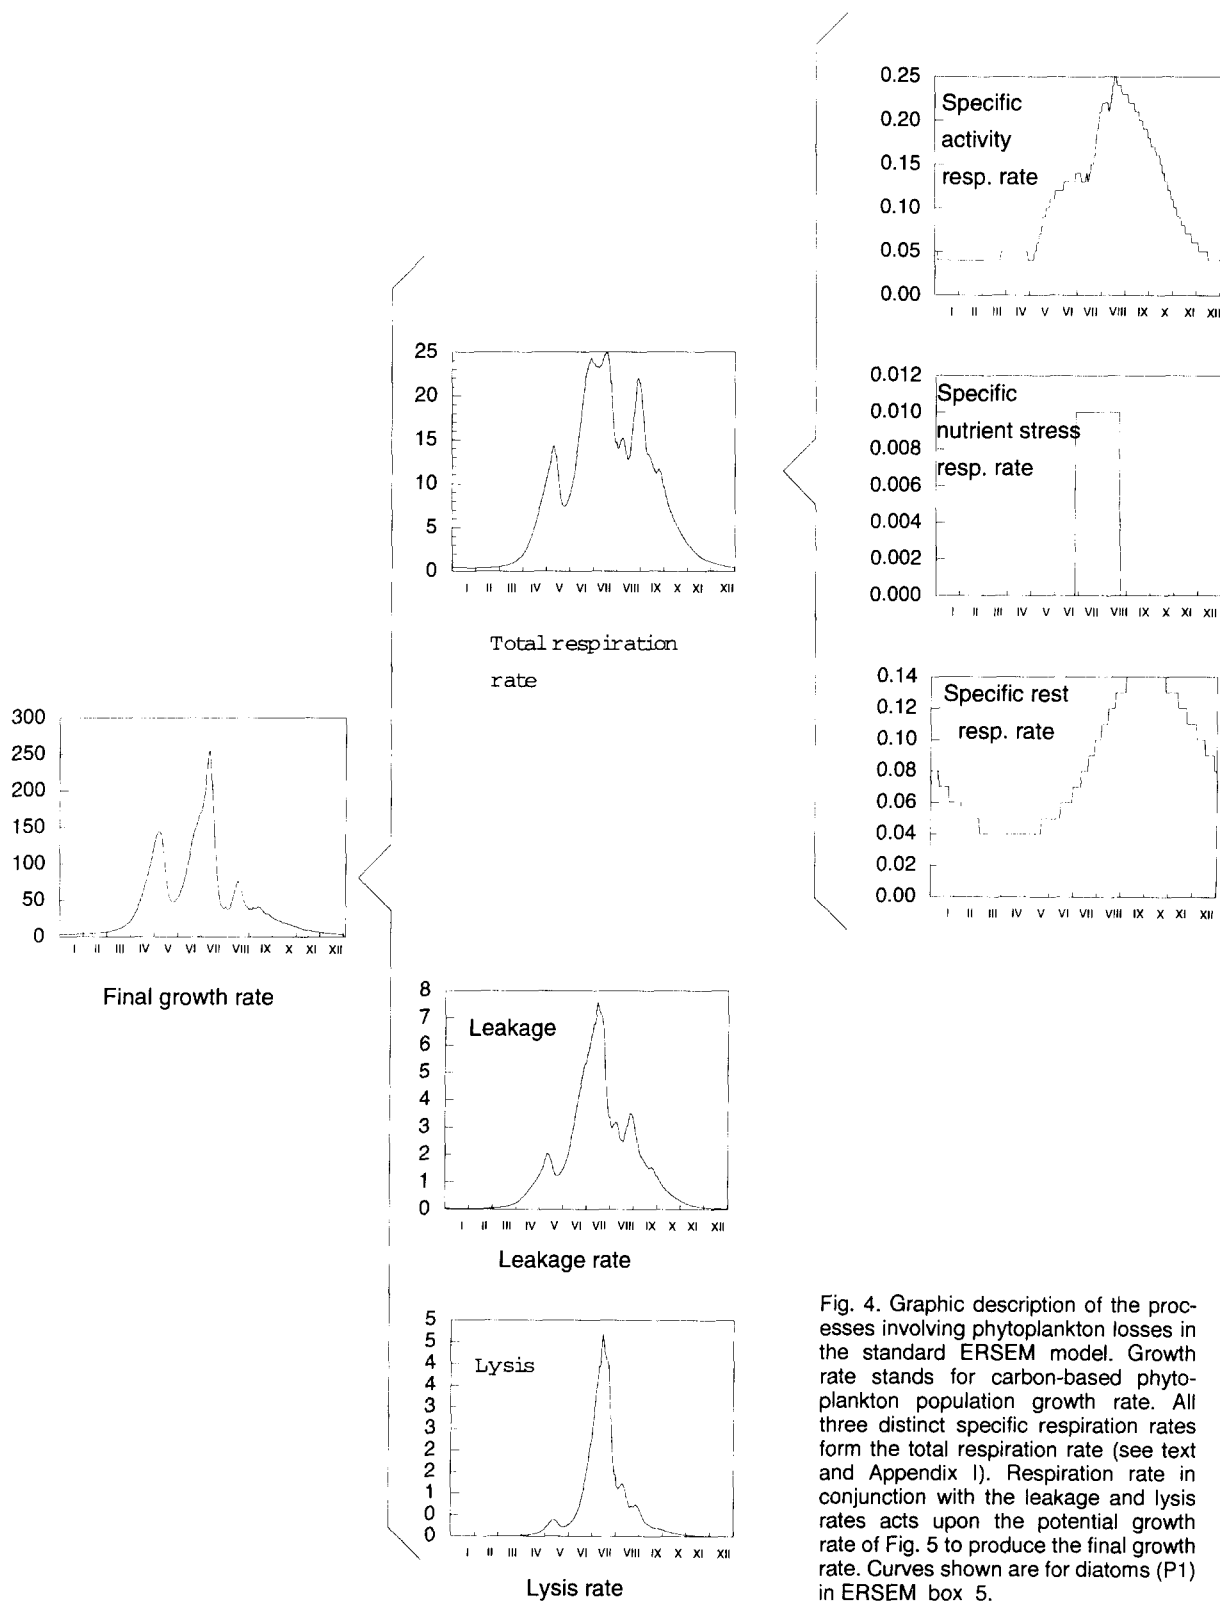 0.25
0.20
0.15
0.10
0.05
0.00
Specific
activity
resp. rate
I II III IV V VI VII VIII IX X XI XII
25
20
15
10
5
0
I II III IV V VI VII VIII IX X XI XII
Total respiration
rate
0.012
0.010
0.008
0.006
0.004
0.002
0.000
Specific
nutrient stress
resp. rate
I II III IV V VI VII VIII IX X XI XII
0.14
0.12
0.10
0.08
0.06
0.04
0.02
0.00
Specific rest
resp. rate
I II III IV V VI VII VIII IX X XI XII
300
250
200
150
100
50
0
I II III IV V VI VII VIII IX X XI XII
Final growth rate
8
7
6
5
4
3
2
1
0
Leakage
I II III IV V VI VII VIII IX X XI XII
Leakage rate
5
5
4
4
3
3
2
2
1
0
0
Lysis
I II III IV V VI VII VIII IX X XI XII
Lysis rate
Fig. 4. Graphic description of the proc-
esses involving phytoplankton losses in
the standard ERSEM model. Growth
rate stands for carbon-based phyto-
plankton population growth rate. All
three distinct specific respiration rates
form the total respiration rate (see text
and Appendix I). Respiration rate in
conjunction with the leakage and lysis
rates acts upon the potential growth
rate of Fig. 5 to produce the final growth
rate. Curves shown are for diatoms (P1)
in ERSEM box 5.